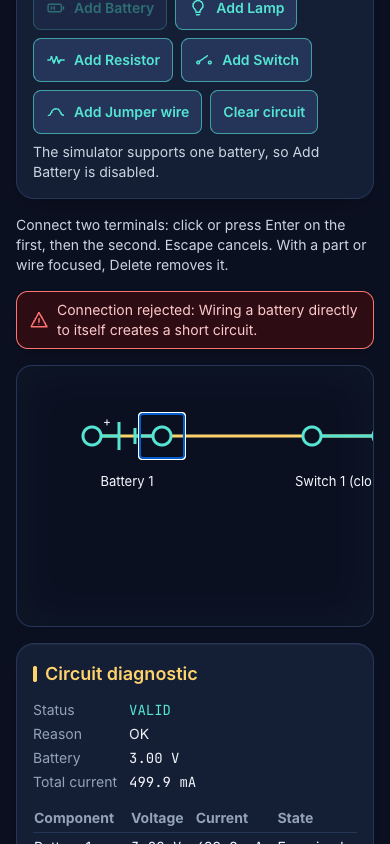 Add Battery
Add Lamp
Add Resistor
Add Switch
Add Jumper wire
Clear circuit
The simulator supports one battery, so Add
Battery is disabled.
Connect two terminals: click or press Enter on the
first, then the second. Escape cancels. With a part or
wire focused, Delete removes it.
Connection rejected: Wiring a battery directly
to itself creates a short circuit.
+
Battery 1
Switch 1 (clo
Circuit diagnostic
Status VALID
Reason OK
Battery 3.00 V
Total current 499.9 mA
Component Voltage Current State